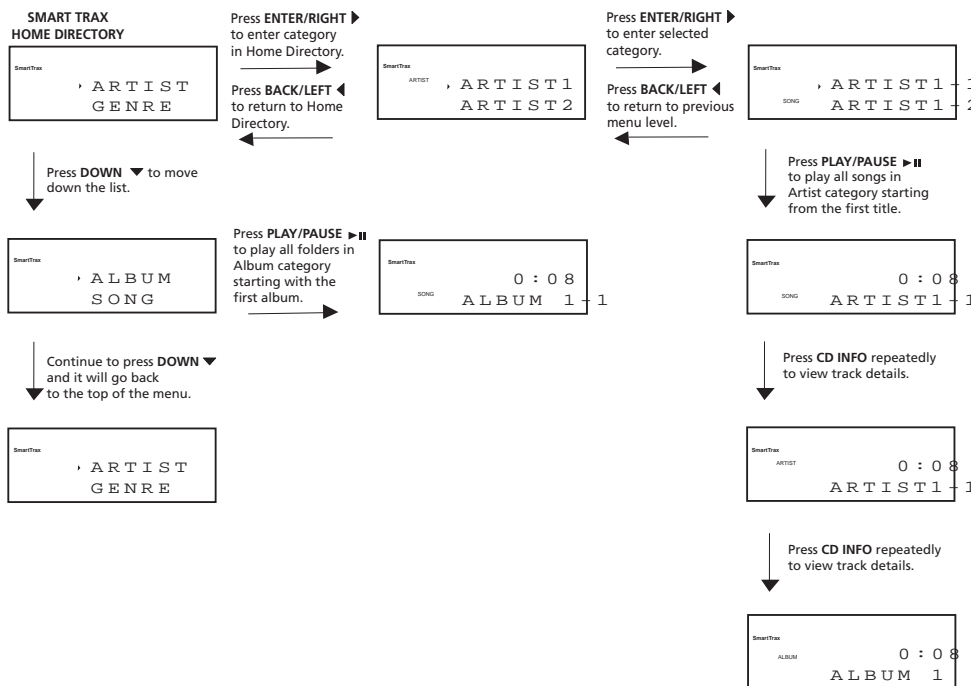 SMART TRAX
HOME DIRECTORY
SmartTrax
ARTIST
GENRE
Press ENTER/RIGHT
to enter category
in Home Directory.
Press BACK/LEFT
to return to Home
Directory.
SmartTrax
ARTIST
ARTIST1
ARTIST2
Press ENTER/RIGHT
to enter selected
category.
Press BACK/LEFT
to return to previous
menu level.
SmartTrax
ARTIST1-1
SONG
ARTIST1-2
Press DOWN to move
down the list.
Press PLAY/PAUSE
to play all songs in
Artist category starting
from the first title.
SmartTrax
ALBUM
SONG
Press PLAY/PAUSE
to play all folders in
Album category
starting with the
first album.
SmartTrax
0:08
SONG
ALBUM 1-1
SmartTrax
0:08
SONG
ARTIST1-1
Continue to press DOWN
and it will go back
to the top of the menu.
Press CD INFO repeatedly
to view track details.
SmartTrax
ARTIST
GENRE
SmartTrax
ARTIST
0:08
ARTIST1-1
Press CD INFO repeatedly
to view track details.
SmartTrax
ALBUM
0:08
ALBUM 1